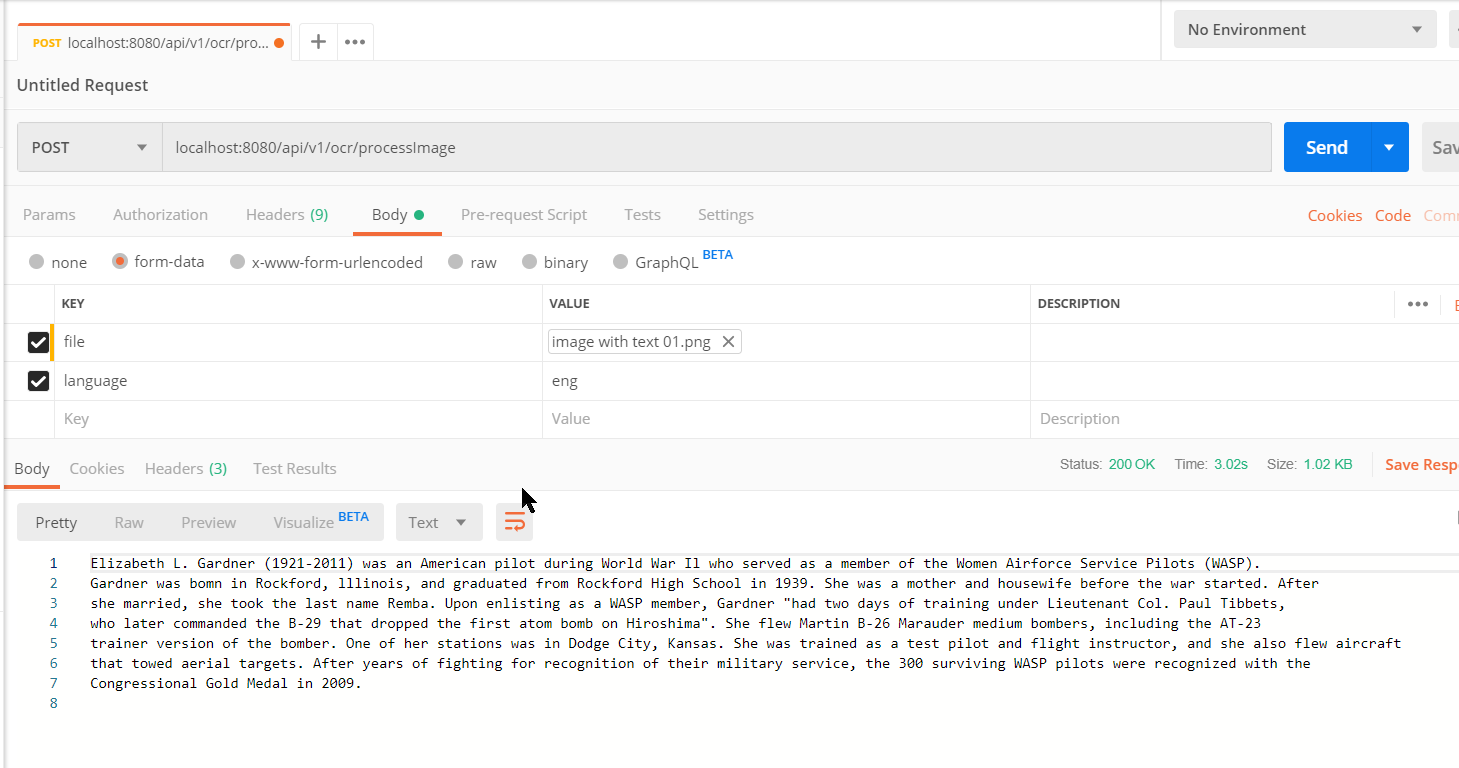 POST localhost:8080/api/v1/ocr/pro...
No Environment
Untitled Request
POST localhost:8080/api/v1/ocr/processImage Send Sav
Params Authorization Headers (9) Body Pre-request Script Tests Settings Cookies Code Com
none form-data x-www-form-urlencoded raw binary GraphQL BETA
KEY VALUE DESCRIPTION
file image with text 01.png
language eng
Key Value Description
Body Cookies Headers (3) Test Results Status: 200 OK Time: 3.02s Size: 1.02 KB Save Resp
Pretty Raw Preview Visualize BETA Text
1 Elizabeth L. Gardner (1921-2011) was an American pilot during World War Il who served as a member of the Women Airforce Service Pilots (WASP).
2 Gardner was bomn in Rockford, lllinois, and graduated from Rockford High School in 1939. She was a mother and housewife before the war started. After
3 she married, she took the last name Remba. Upon enlisting as a WASP member, Gardner "had two days of training under Lieutenant Col. Paul Tibbets,
4 who later commanded the B-29 that dropped the first atom bomb on Hiroshima". She flew Martin B-26 Marauder medium bombers, including the AT-23
5 trainer version of the bomber. One of her stations was in Dodge City, Kansas. She was trained as a test pilot and flight instructor, and she also flew aircraft
6 that towed aerial targets. After years of fighting for recognition of their military service, the 300 surviving WASP pilots were recognized with the
7 Congressional Gold Medal in 2009.
8